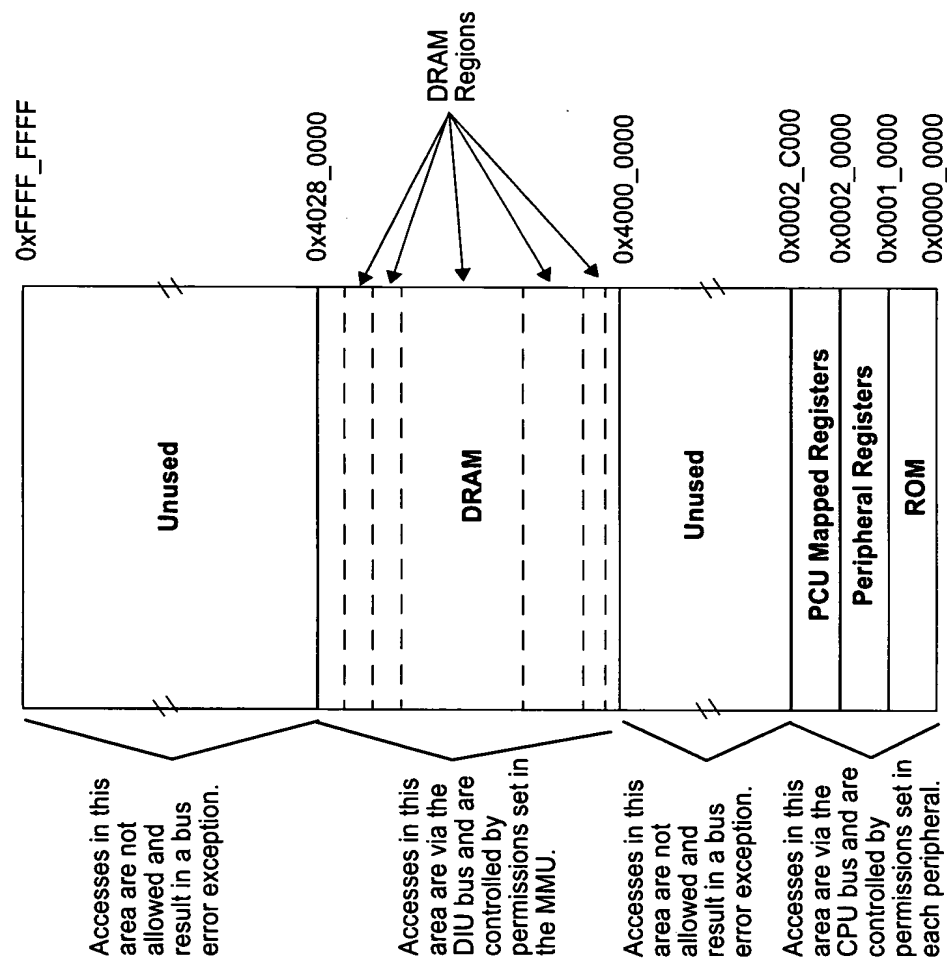 Accesses in this
area are not
allowed and
result in a bus
error exception.
Accesses in this
area are via the
DIU bus and are
controlled by
permissions set in
the MMU.
Accesses in this
area are not
allowed and
result in a bus
error exception.
Accesses in this
area are via the
CPU bus and are
controlled by
permissions set in
each peripheral.
Unused
DRAM
Unused
PCU Mapped Registers
Peripheral Registers
ROM
0xFFFF_FFFF
0x4028_0000
0x4000_0000
0x0002_C000
0x0002_0000
0x0001_0000
0x0000_0000
DRAM
Regions